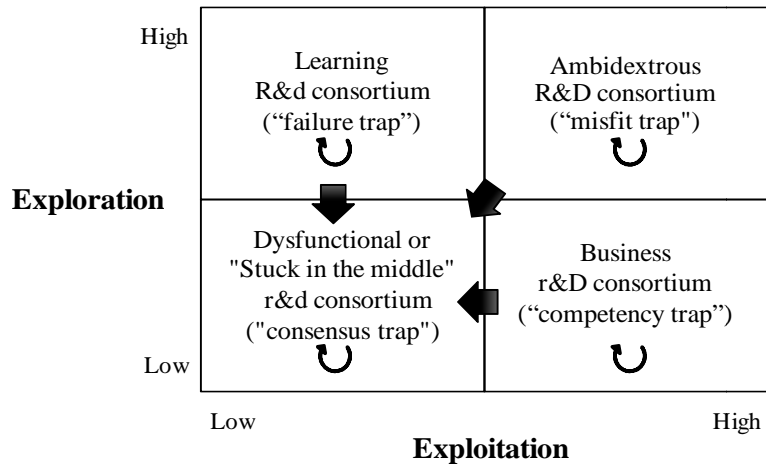 High
Learning
R&d consortium
(“failure trap”)
Ambidextrous
R&D consortium
(“misfit trap")
Exploration
Dysfunctional or
"Stuck in the middle"
r&d consortium
("consensus trap")
Business
r&D consortium
(“competency trap”)
Low
Low
High
Exploitation